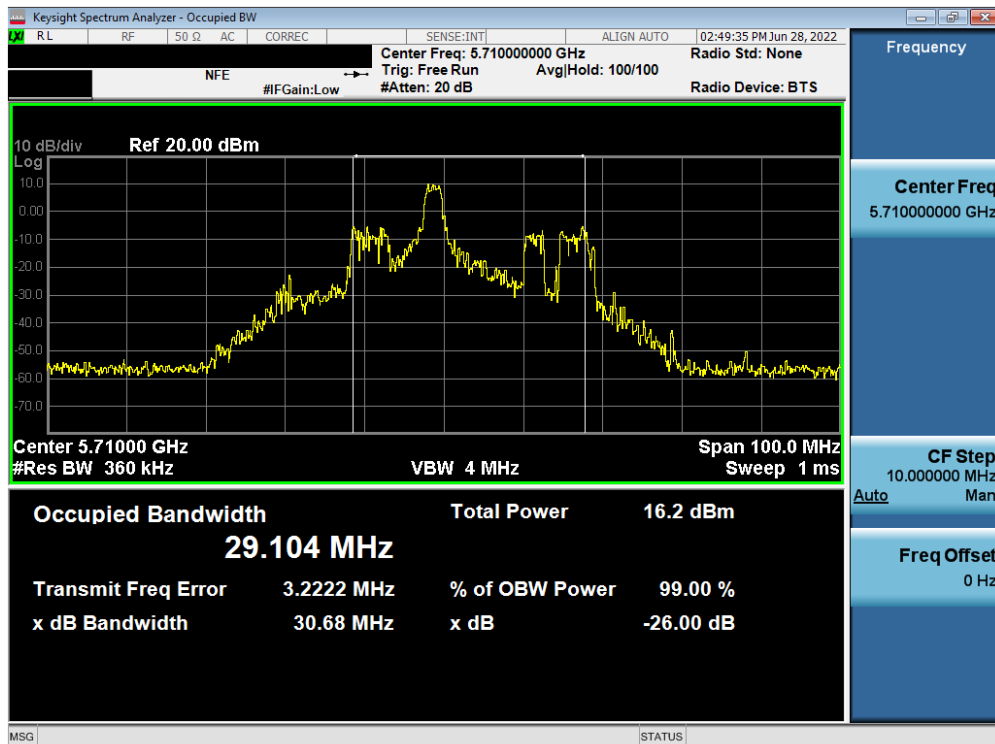 Keysight Spectrum Analyzer - Occupied BW
LXI RL RF 50 Ω AC CORREC SENSE:INT ALIGN AUTO 02:49:35 PM Jun 28, 2022
Center Freq: 5.710000000 GHz Radio Std: None
NFE Trig: Free Run Avg|Hold: 100/100
#IFGain:Low #Atten: 20 dB Radio Device: BTS
10 dB/div Ref 20.00 dBm
Log
10.0
0.00
-10.0
-20.0
-30.0
-40.0
-50.0
-60.0
-70.0
Center 5.71000 GHz Span 100.0 MHz
#Res BW 360 kHz VBW 4 MHz Sweep 1 ms
Occupied Bandwidth Total Power 16.2 dBm
29.104 MHz
Transmit Freq Error 3.2222 MHz % of OBW Power 99.00 %
x dB Bandwidth 30.68 MHz x dB -26.00 dB
Frequency
Center Freq
5.710000000 GHz
CF Step
10.000000 MHz
Auto Man
Freq Offset
0 Hz
MSG STATUS